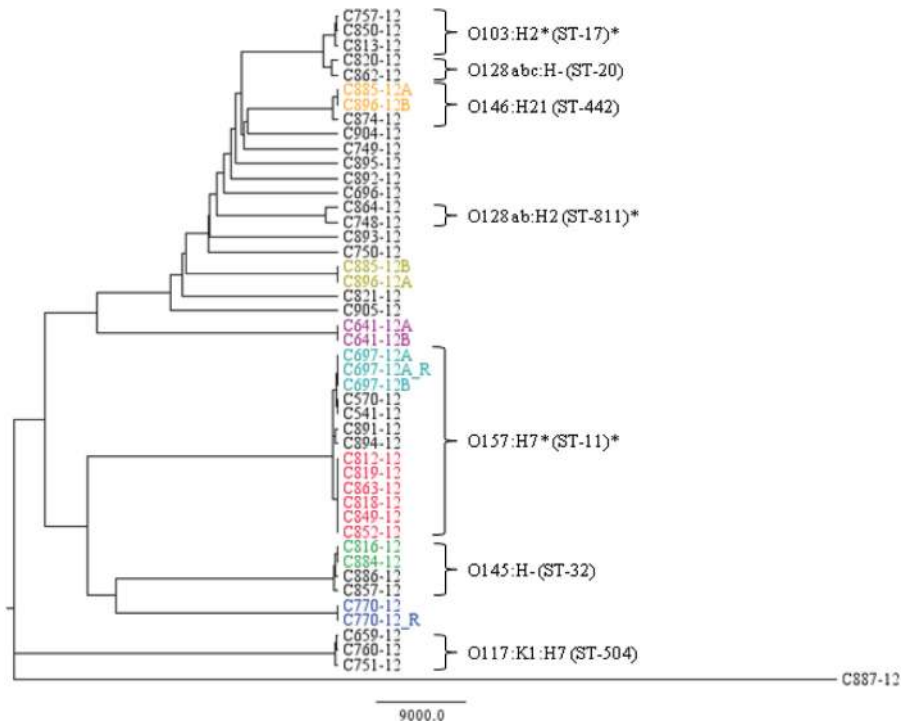 C757-12
C850-12
C813-12
O103:H2* (ST-17)*
C820-12
C862-12
O128abc:H- (ST-20)
C885-12A
C896-12B
C874-12
O146:H21 (ST-442)
C904-12
C749-12
C895-12
C892-12
C696-12
C864-12
C748-12
O128ab:H2 (ST-811)*
C893-12
C750-12
C885-12B
C896-12A
C821-12
C905-12
C641-12A
C641-12B
C697-12A
C697-12A_R
C697-12B
C570-12
C541-12
C891-12
C894-12
O157:H7* (ST-11)*
C812-12
C819-12
C863-12
C818-12
C849-12
C852-12
C816-12
C884-12
C886-12
C857-12
O145:H- (ST-32)
C770-12
C770-12_R
C659-12
C760-12
C751-12
O117:K1:H7 (ST-504)
C887-12
9000.0